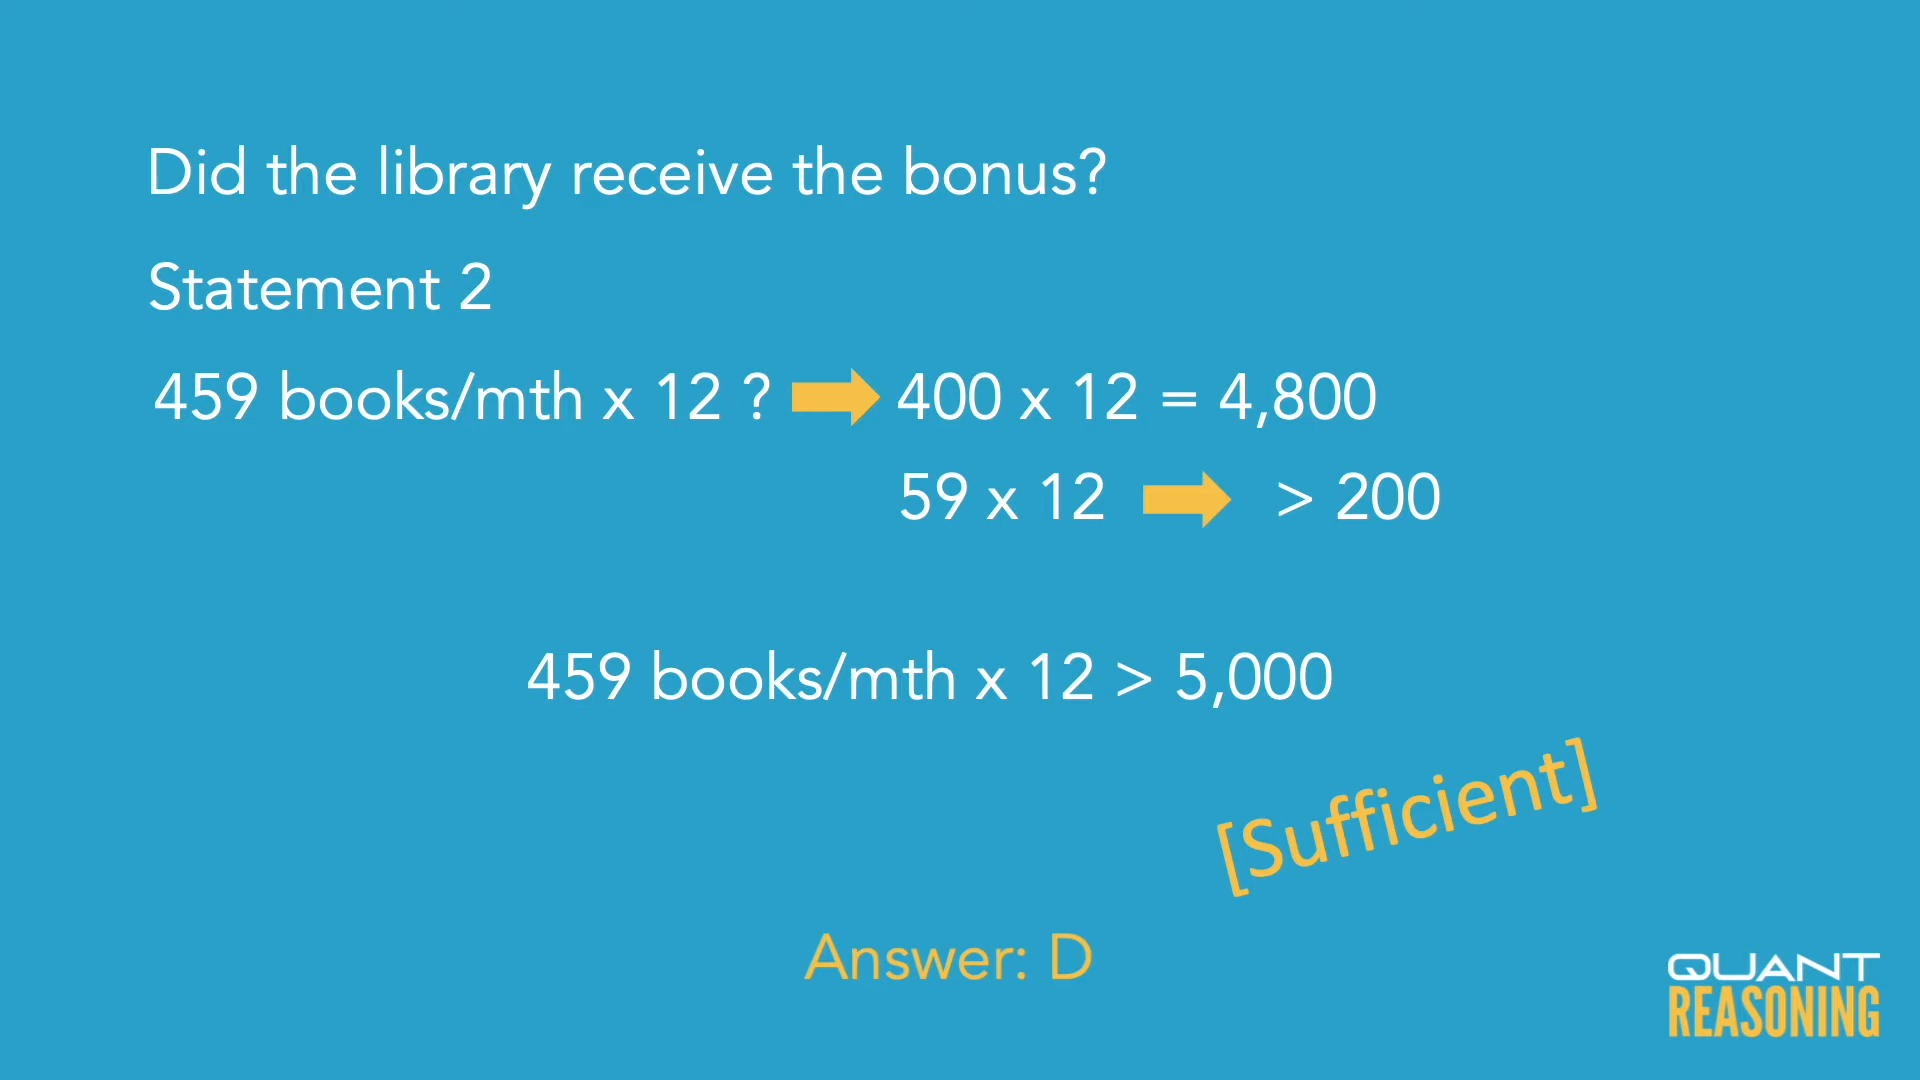 Did the library receive the bonus?
Statement 2
459 books/mth x 12 ? 400 x 12 = 4,800
59 x 12 > 200
459 books/mth x 12 > 5,000
[Sufficient]
Answer: D
QUANT
REASONING